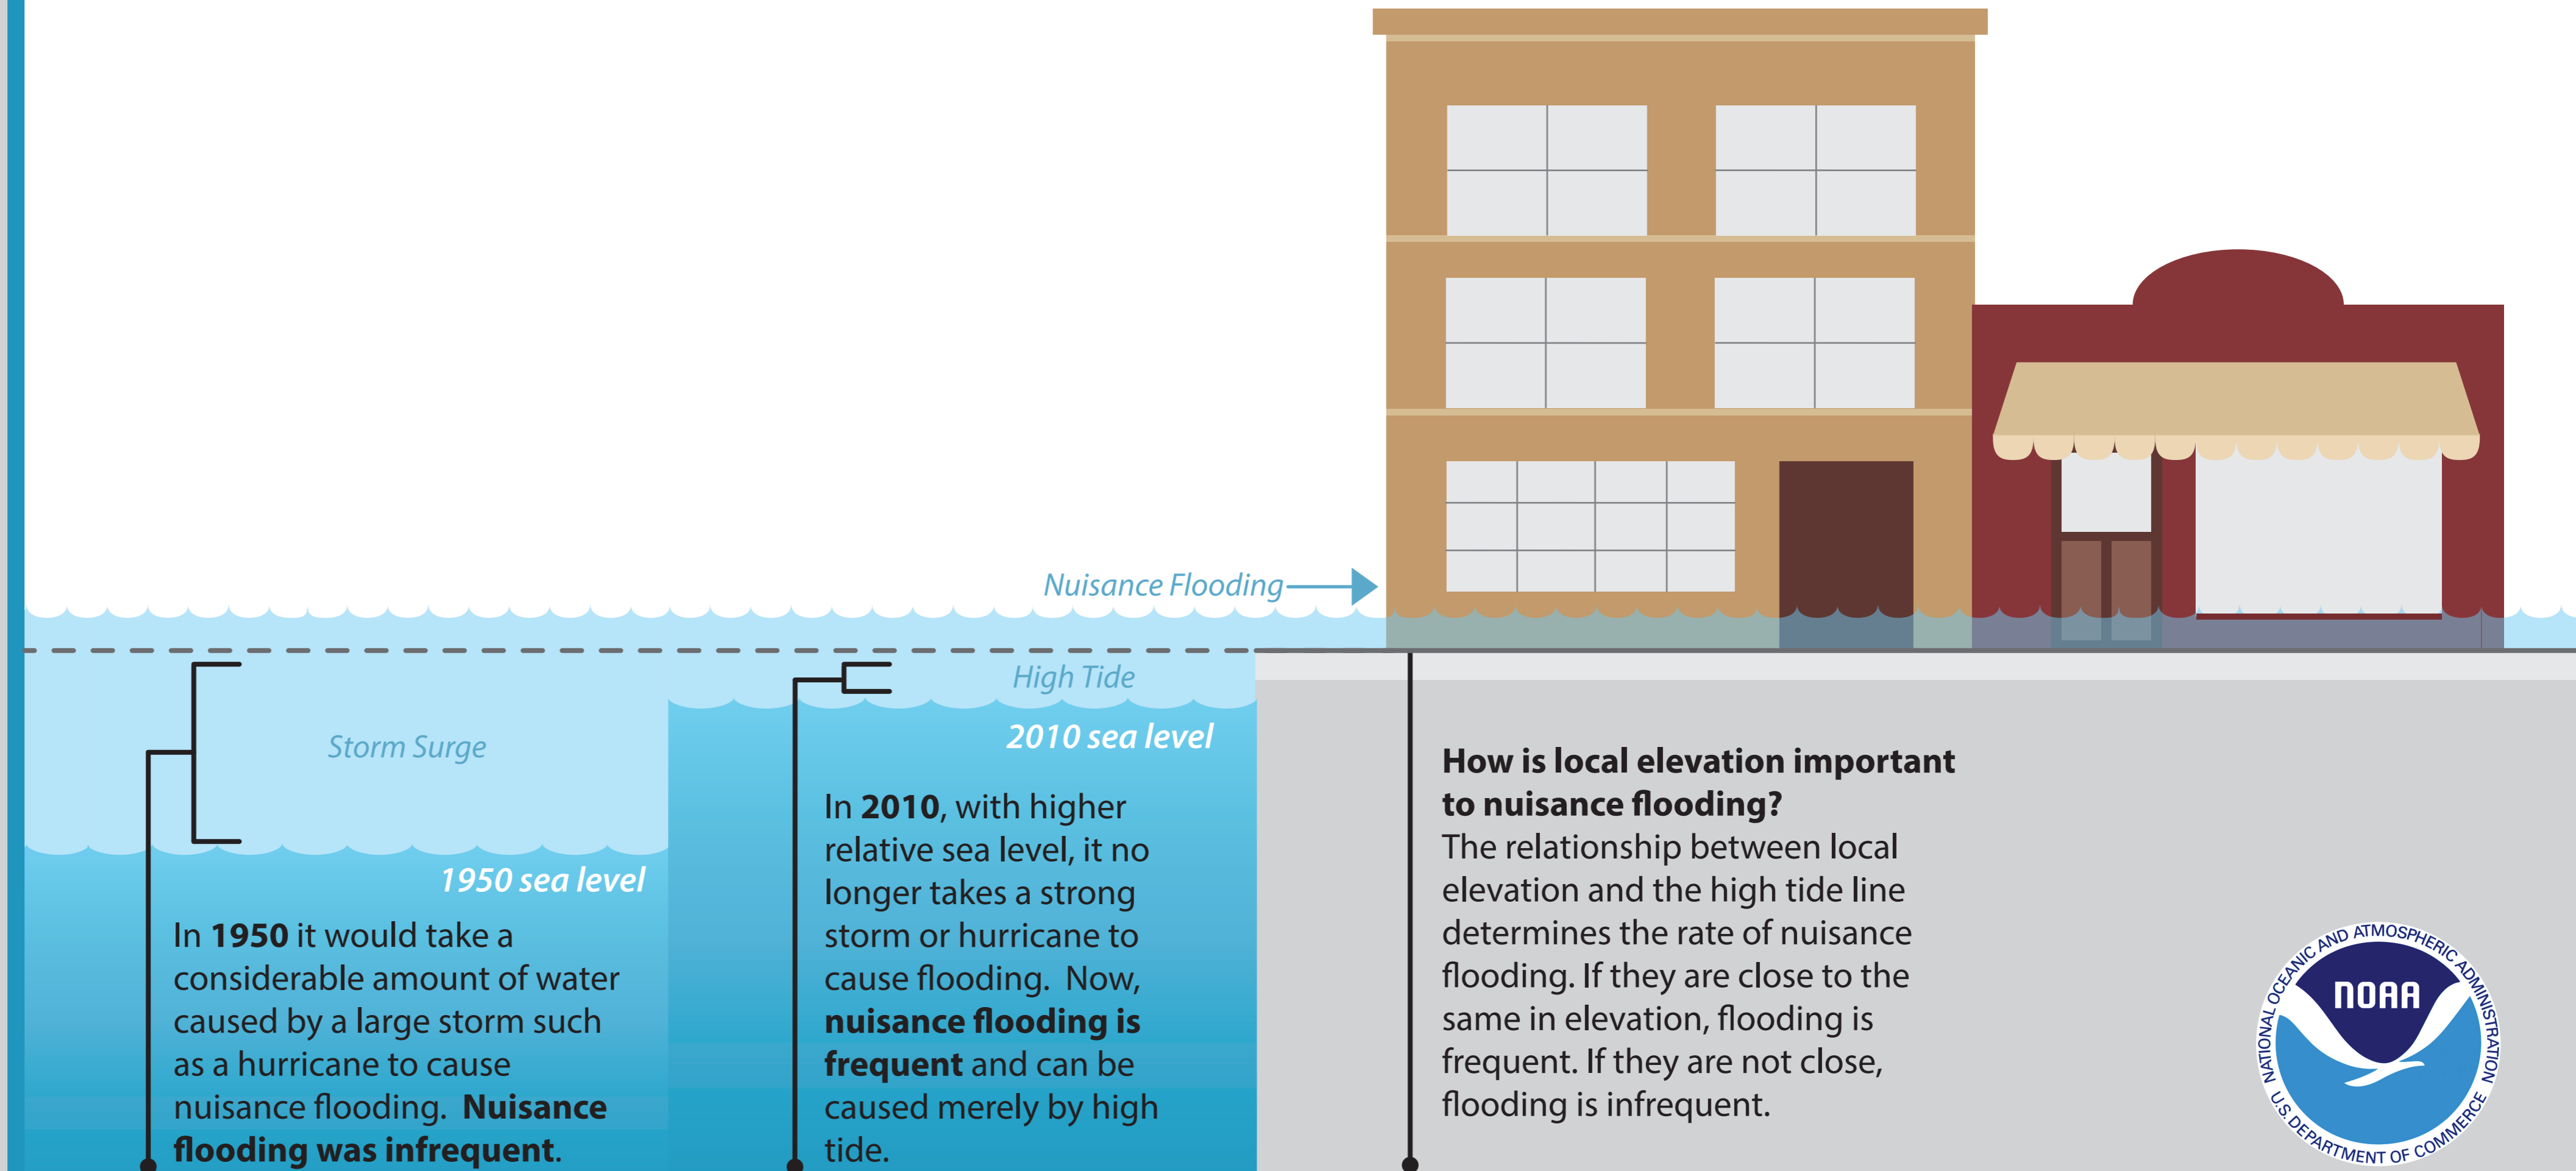 Nuisance Flooding
Storm Surge
1950 sea level
In 1950 it would take a
considerable amount of water
caused by a large storm such
as a hurricane to cause
nuisance flooding.  Nuisance
flooding was infrequent.
High Tide
2010 sea level
In 2010, with higher
relative sea level, it no
longer takes a strong
storm or hurricane to
cause flooding.  Now,
nuisance flooding is
frequent and can be
caused merely by high
tide.
How is local elevation important
to nuisance flooding?
The relationship between local
elevation and the high tide line
determines the rate of nuisance
flooding. If they are close to the
same in elevation, flooding is
frequent. If they are not close,
flooding is infrequent.
NATIONAL OCEANIC AND ATMOSPHERIC ADMINISTRATION
NOAA
U.S. DEPARTMENT OF COMMERCE